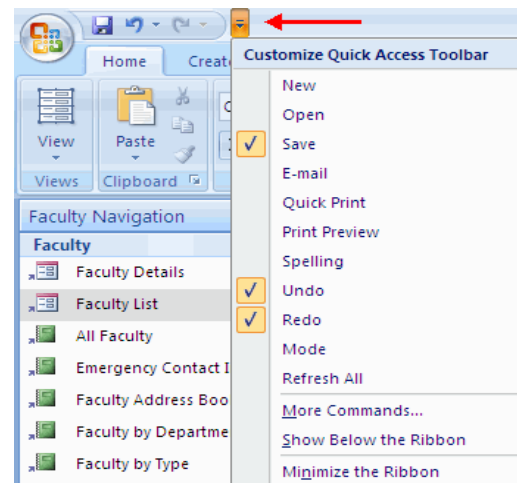 Home
Creat
Customize Quick Access Toolbar
New
Open
Save
E-mail
Quick Print
Print Preview
Spelling
Undo
Redo
Mode
Refresh All
More Commands...
Show Below the Ribbon
Minimize the Ribbon
View
Paste
Views
Clipboard
Faculty Navigation
Faculty
Faculty Details
Faculty List
All Faculty
Emergency Contact I
Faculty Address Boo
Faculty by Departme
Faculty by Type